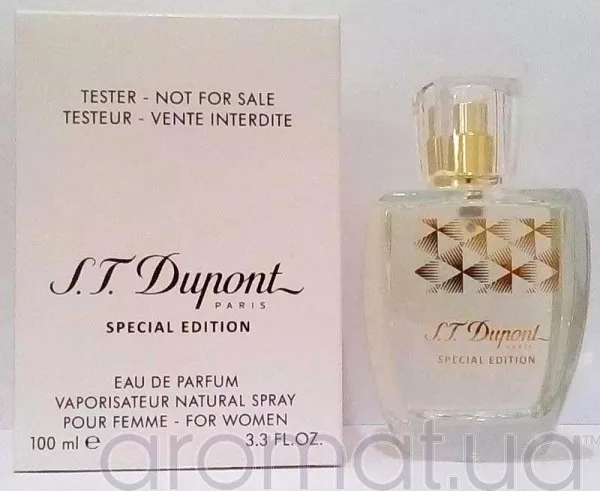 TESTER - NOT FOR SALE
TESTEUR - VENTE INTERDITE
S.T. Dupont
PARIS
SPECIAL EDITION
EAU DE PARFUM
VAPORISATEUR NATURAL SPRAY
POUR FEMME - FOR WOMEN
100 ml e 3.3 FL.OZ.
S.T. Dupont
PARIS
SPECIAL EDITION
aromat.ua™